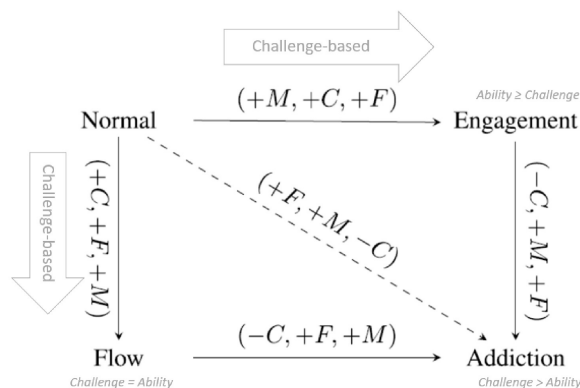 Challenge-based
(+M, +C, +F)
Ability ≥ Challenge
Normal
Engagement
Challenge-based
(+C, +F, +M)
(+F, +M, −C)
(−C, +M, +F)
(−C, +F, +M)
Flow
Addiction
Challenge = Ability
Challenge > Ability